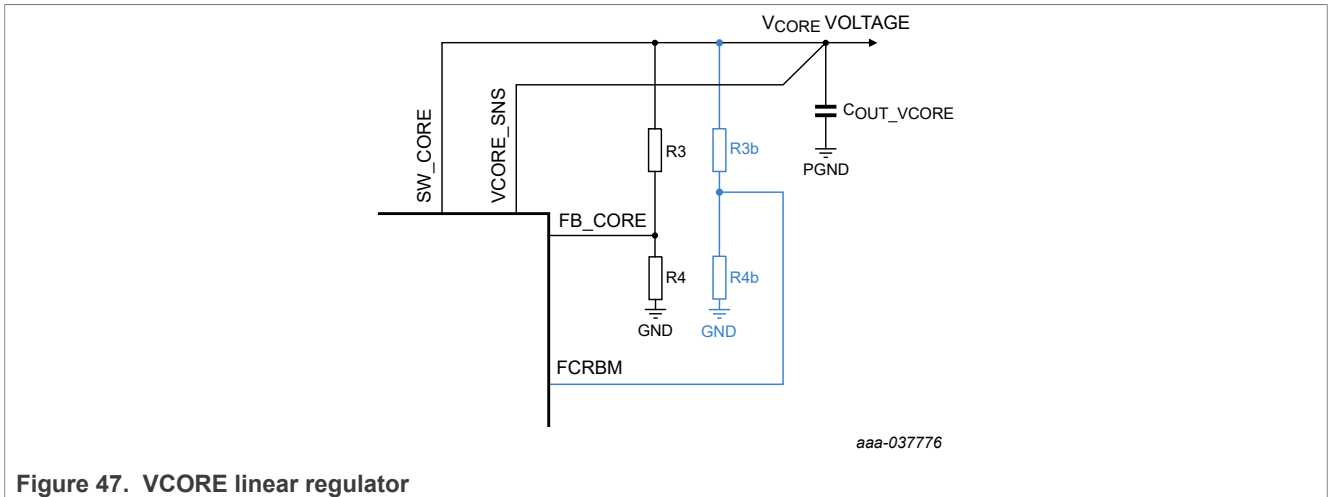 VCORE VOLTAGE
SW_CORE
VCORE_SNS
COUT_VCORE
R3
R3b
PGND
FB_CORE
R4
R4b
GND
GND
FCRBM
aaa-037776
Figure 47. VCORE linear regulator